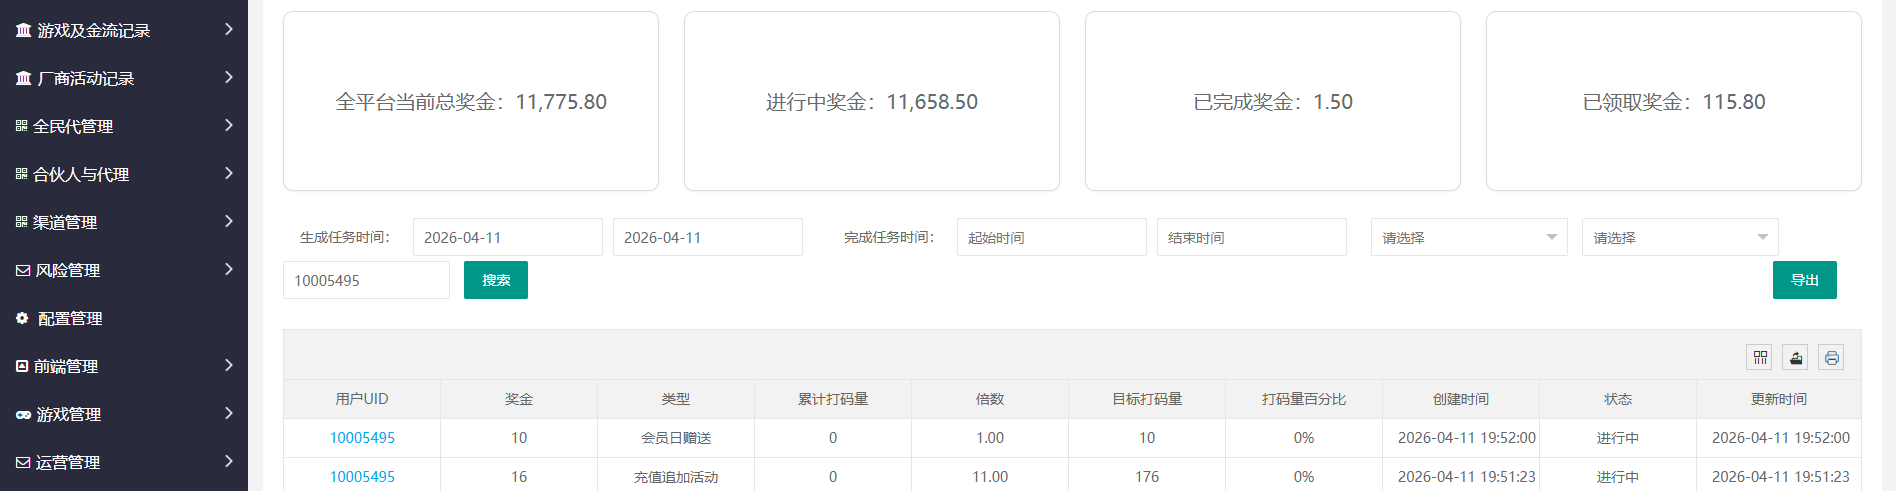 游戏及金流记录
厂商活动记录
全民代管理
合伙人与代理
渠道管理
风险管理
配置管理
前端管理
游戏管理
运营管理
全平台当前总奖金：11,775.80
进行中奖金：11,658.50
已完成奖金：1.50
已领取奖金：115.80
生成任务时间： 2026-04-11 2026-04-11 完成任务时间： 起始时间 结束时间 请选择 请选择
10005495 搜索 导出
用户UID 奖金 类型 累计打码量 倍数 目标打码量 打码量百分比 创建时间 状态 更新时间
10005495 10 会员日赠送 0 1.00 10 0% 2026-04-11 19:52:00 进行中 2026-04-11 19:52:00
10005495 16 充值追加活动 0 11.00 176 0% 2026-04-11 19:51:23 进行中 2026-04-11 19:51:23